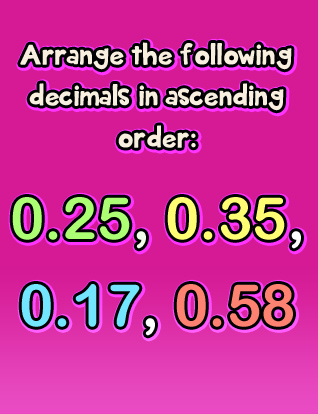 Arrange the following
decimals in ascending
order:
0.25, 0.35,
0.17, 0.58